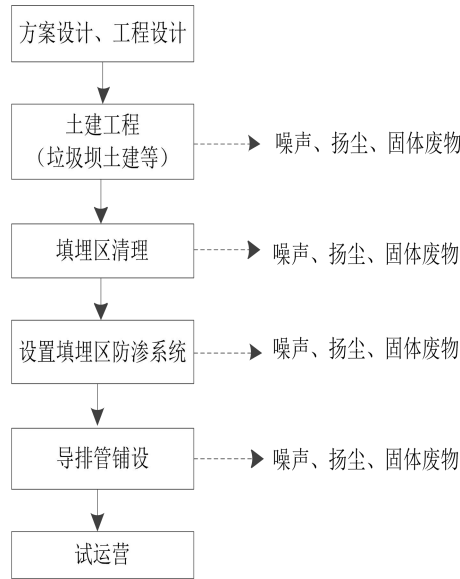 方案设计、工程设计
土建工程
（垃圾坝土建等）
噪声、扬尘、固体废物
填埋区清理
噪声、扬尘、固体废物
设置填埋区防渗系统
噪声、扬尘、固体废物
导排管铺设
噪声、扬尘、固体废物
试运营